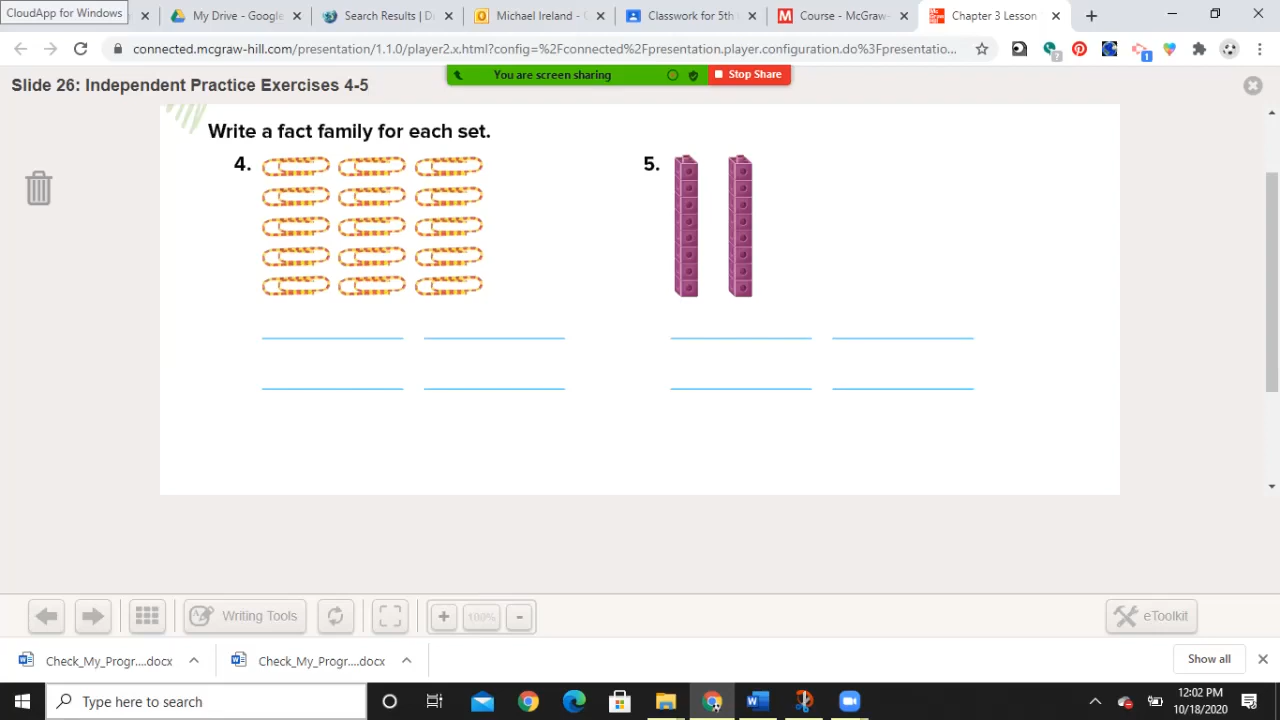 CloudApp for Windows
My Drive - Google
Search Results | D
Michael Ireland - 
Classwork for 5th
Course - McGraw-
Chapter 3 Lesson
connected.mcgraw-hill.com/presentation/1.1.0/player2.x.html?config=%2Fconnected%2Fpresentation.player.configuration.do%3Fpresentatio...
Slide 26: Independent Practice Exercises 4-5
You are screen sharing
Stop Share
Write a fact family for each set.
4.
5.
Writing Tools
+ 100% -
eToolkit
Check_My_Progr....docx
Check_My_Progr....docx
Show all
Type here to search
12:02 PM
10/18/2020